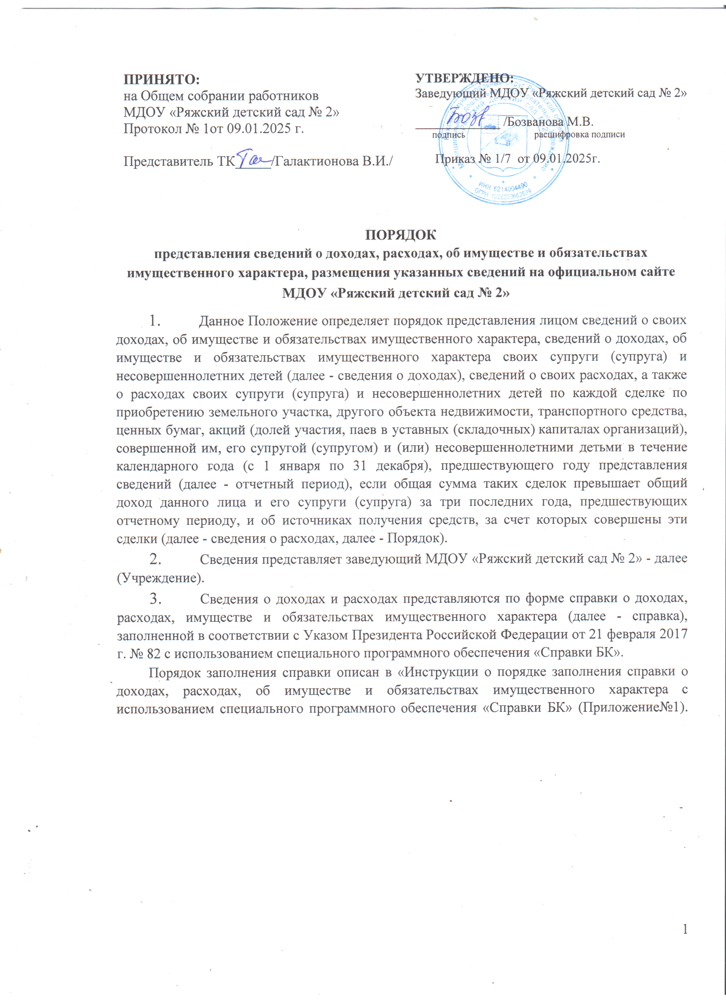 ПРИНЯТО:
на Общем собрании работников
МДОУ «Ряжский детский сад № 2»
Протокол № 1от 09.01.2025 г.
Представитель ТК_____/Галактионова В.И./
УТВЕРЖДЕНО:
Заведующий МДОУ «Ряжский детский сад № 2»
_____________ /Бозванова М.В.
подпись расшифровка подписи
Приказ № 1/7 от 09.01.2025г.
ИНН 6214004490
ОГРН 1026200662839
ПОРЯДОК
представления сведений о доходах, расходах, об имуществе и обязательствах
имущественного характера, размещения указанных сведений на официальном сайте
МДОУ «Ряжский детский сад № 2»
1. Данное Положение определяет порядок представления лицом сведений о своих
доходах, об имуществе и обязательствах имущественного характера, сведений о доходах, об
имуществе и обязательствах имущественного характера своих супруги (супруга) и
несовершеннолетних детей (далее - сведения о доходах), сведений о своих расходах, а также
о расходах своих супруги (супруга) и несовершеннолетних детей по каждой сделке по
приобретению земельного участка, другого объекта недвижимости, транспортного средства,
ценных бумаг, акций (долей участия, паев в уставных (складочных) капиталах организаций),
совершенной им, его супругой (супругом) и (или) несовершеннолетними детьми в течение
календарного года (с 1 января по 31 декабря), предшествующего году представления
сведений (далее - отчетный период), если общая сумма таких сделок превышает общий
доход данного лица и его супруги (супруга) за три последних года, предшествующих
отчетному периоду, и об источниках получения средств, за счет которых совершены эти
сделки (далее - сведения о расходах, далее - Порядок).
2. Сведения представляет заведующий МДОУ «Ряжский детский сад № 2» - далее
(Учреждение).
3. Сведения о доходах и расходах представляются по форме справки о доходах,
расходах, имуществе и обязательствах имущественного характера (далее - справка),
заполненной в соответствии с Указом Президента Российской Федерации от 21 февраля 2017
г. № 82 с использованием специального программного обеспечения «Справки БК».
Порядок заполнения справки описан в «Инструкции о порядке заполнения справки о
доходах, расходах, об имуществе и обязательствах имущественного характера с
использованием специального программного обеспечения «Справки БК» (Приложение№1).
1